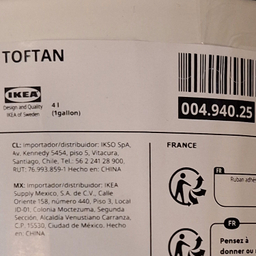 TOFTAN
IKEA
Design and Quality
IKEA of Sweden
4 l
(1gallon)
004.940.25
CL: importador/distribuidor: IKSO SpA,
Av. Kennedy 5454, piso 5, Vitacura,
Santiago, Chile, Tel.: 56 2 241 28 900,
RUT: 76.993.859-1 Hecho en: CHINA
MX: importador/distribuidor: IKEA
Supply Mexico, S.A. de C.V., Calle
Oriente 158, número 440, Piso 3, Local
ID-01, Colonia Moctezuma, Segunda
Sección, Alcaldía Venustiano Carranza,
C.P. 15530, Ciudad de México, Hecho
en: CHINA
FRANCE
FR
Ruban adhé
FR
Pensez à
donner ou